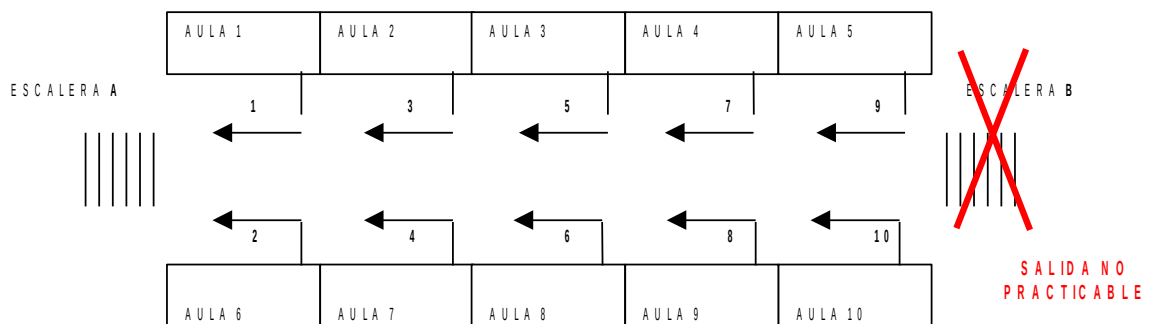 AULA 1 AULA 2 AULA 3 AULA 4 AULA 5
ESCALERA A
ESCALERA B
1 3 5 7 9
2 4 6 8 10
SALIDA NO
PRACTICABLE
AULA 6 AULA 7 AULA 8 AULA 9 AULA 10